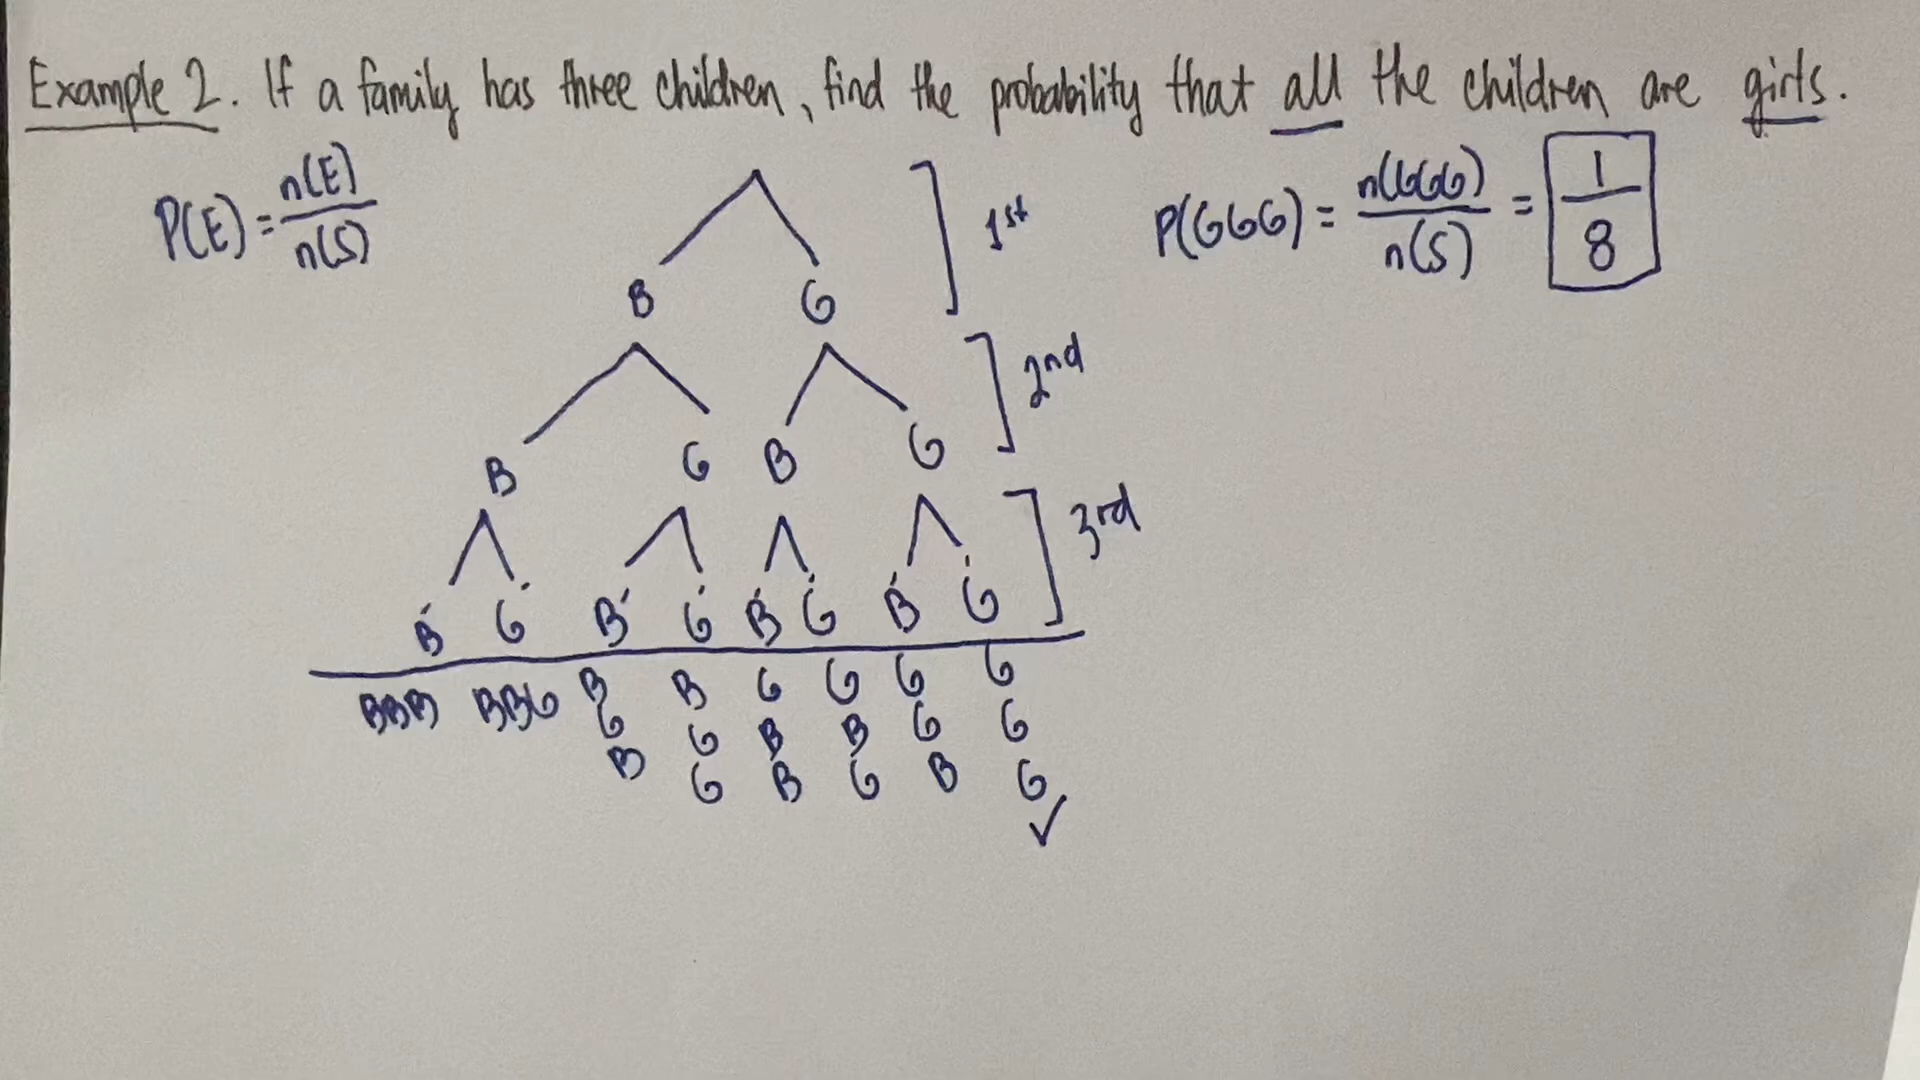 Example 2. If a family has three children, find the probability that all the children are girls.
P(E) = n(E)/n(S)
P(GGG) = n(GGG)/n(S) = 1/8
1st
B G
2nd
B G B G
3rd
B G B G B G B G
BBB BBG B B G G G G
G G B B G G
B G B G B G ✓